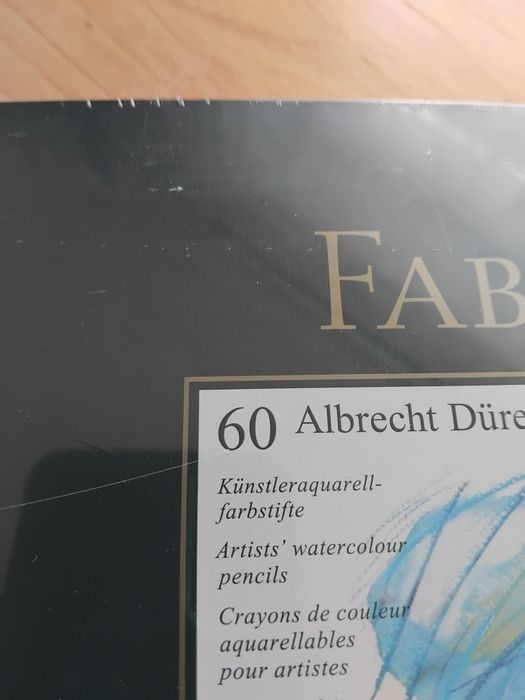 FAB
60 Albrecht Düre
Künstleraquarell-
farbstifte
Artists' watercolour
pencils
Crayons de couleur
aquarellables
pour artistes